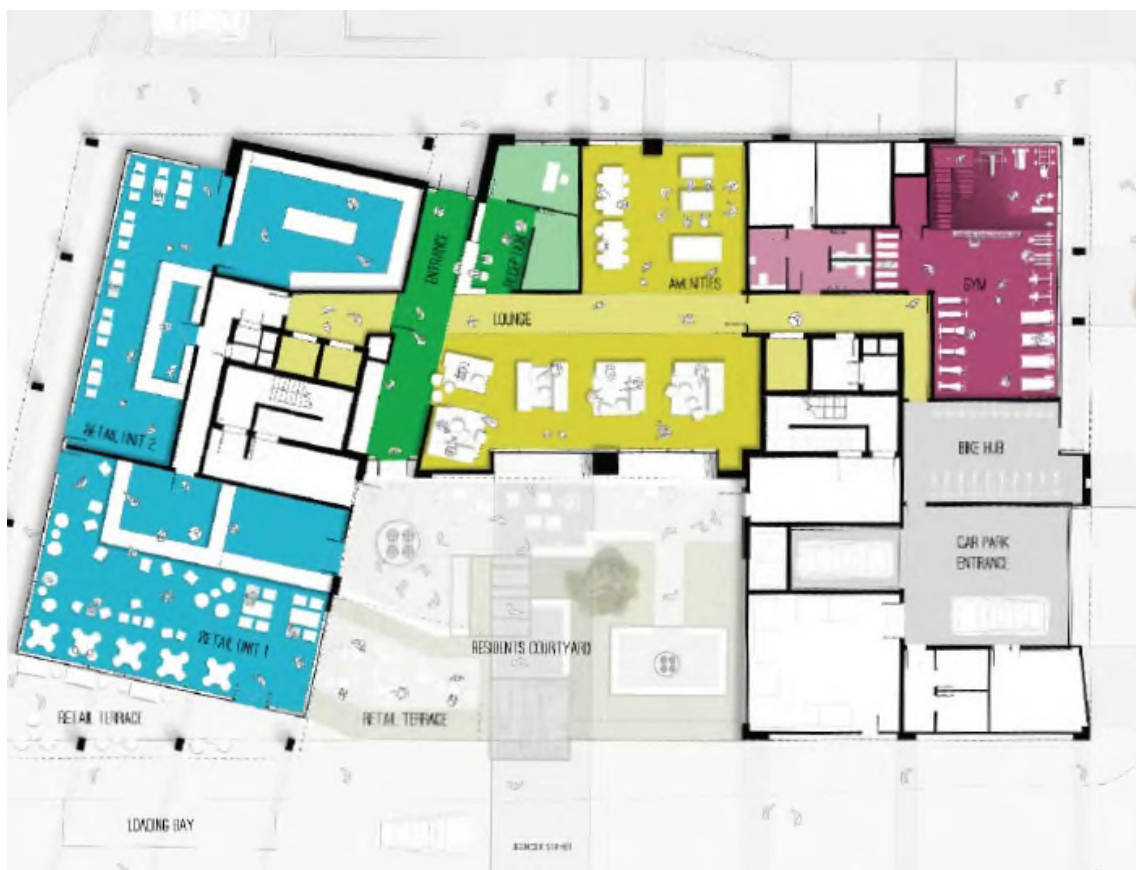 ENTRANCE
RECEPTION
AMENITIES
GYM
LOUNGE
RETAIL UNIT 2
BIKE HUB
CAR PARK
ENTRANCE
RETAIL UNIT 1
RESIDENTS COURTYARD
RETAIL TERRACE
RETAIL TERRACE
LOADING BAY